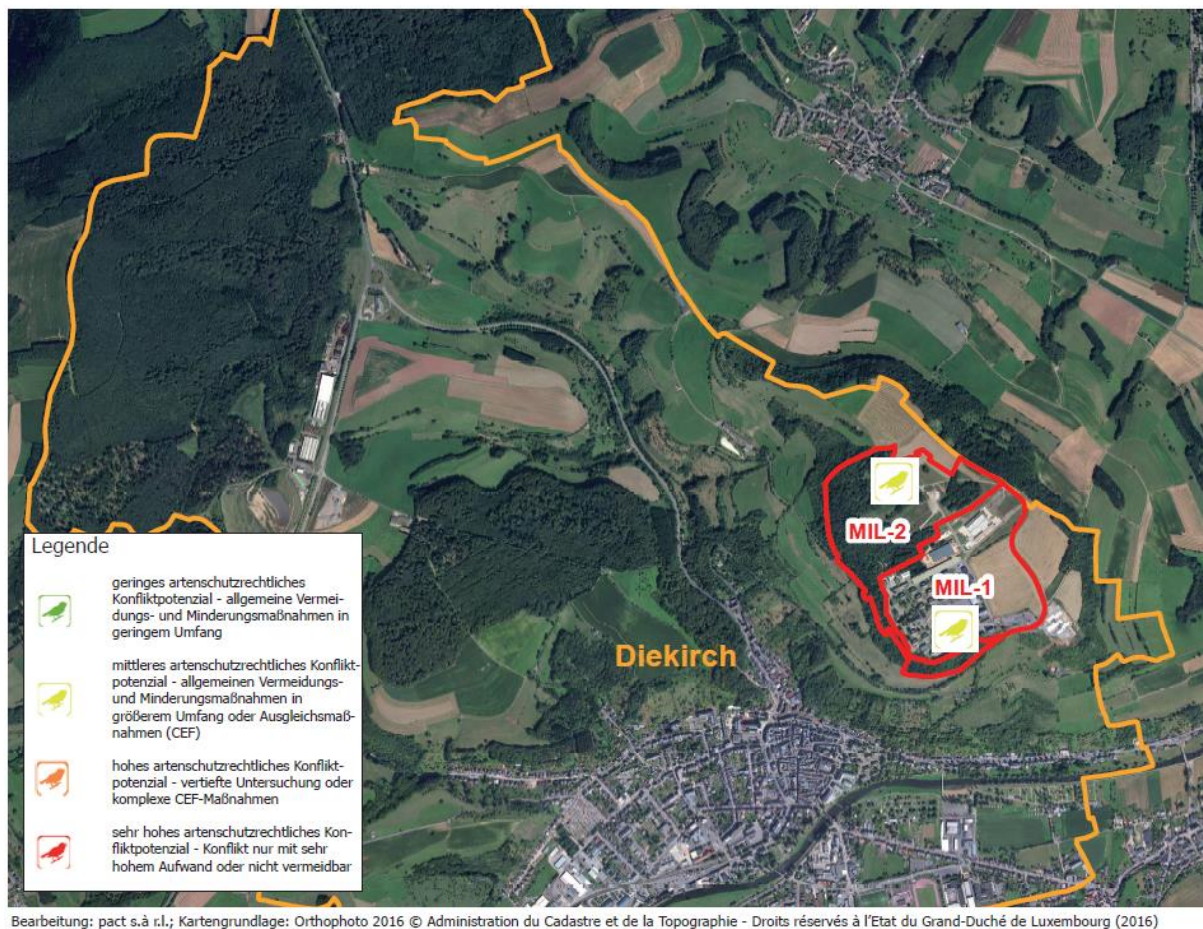 MIL-2
MIL-1
Diekirch
Legende
geringes artenschutzrechtliches
Konfliktpotenzial - allgemeine Vermei-
dungs- und Minderungsmaßnahmen in
geringem Umfang
mittleres artenschutzrechtliches Konflikt-
potenzial - allgemeinen Vermeidungs-
und Minderungsmaßnahmen in
größerem Umfang oder Ausgleichsmaß-
nahmen (CEF)
hohes artenschutzrechtliches Konflikt-
potenzial - vertiefte Untersuchung oder
komplexe CEF-Maßnahmen
sehr hohes artenschutzrechtliches Kon-
fliktpotenzial - Konflikt nur mit sehr
hohem Aufwand oder nicht vermeidbar
Bearbeitung: pact s.à r.l.; Kartengrundlage: Orthophoto 2016 © Administration du Cadastre et de la Topographie - Droits réservés à l'Etat du Grand-Duché de Luxembourg (2016)